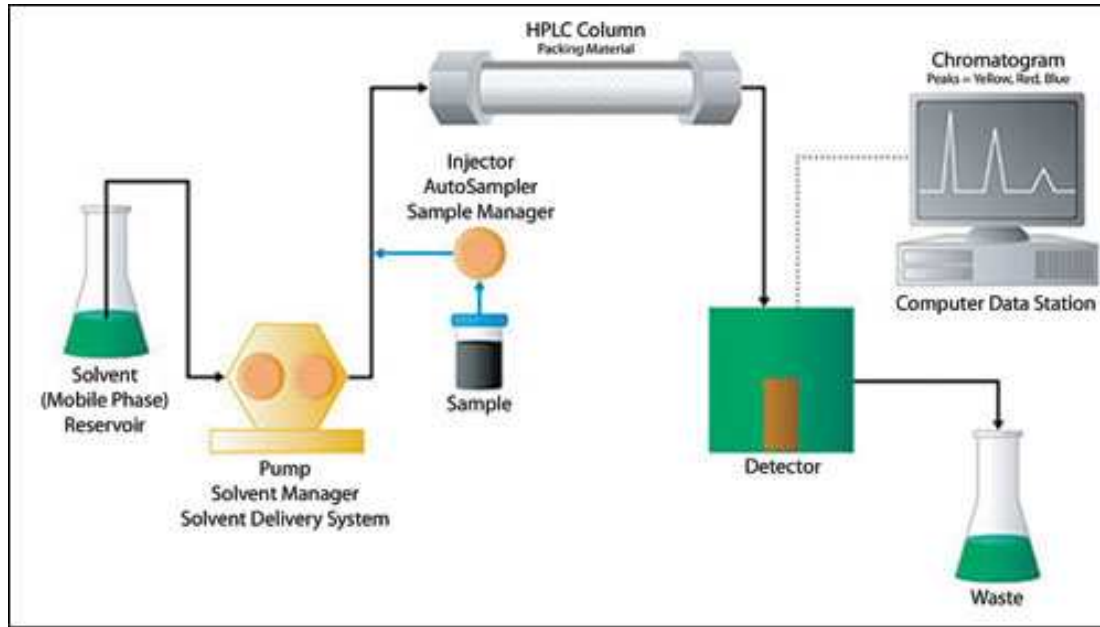 HPLC Column
Packing Material
Chromatogram
Peaks = Yellow, Red, Blue
Injector
AutoSampler
Sample Manager
Computer Data Station
Solvent
(Mobile Phase)
Reservoir
Sample
Pump
Solvent Manager
Solvent Delivery System
Detector
Waste